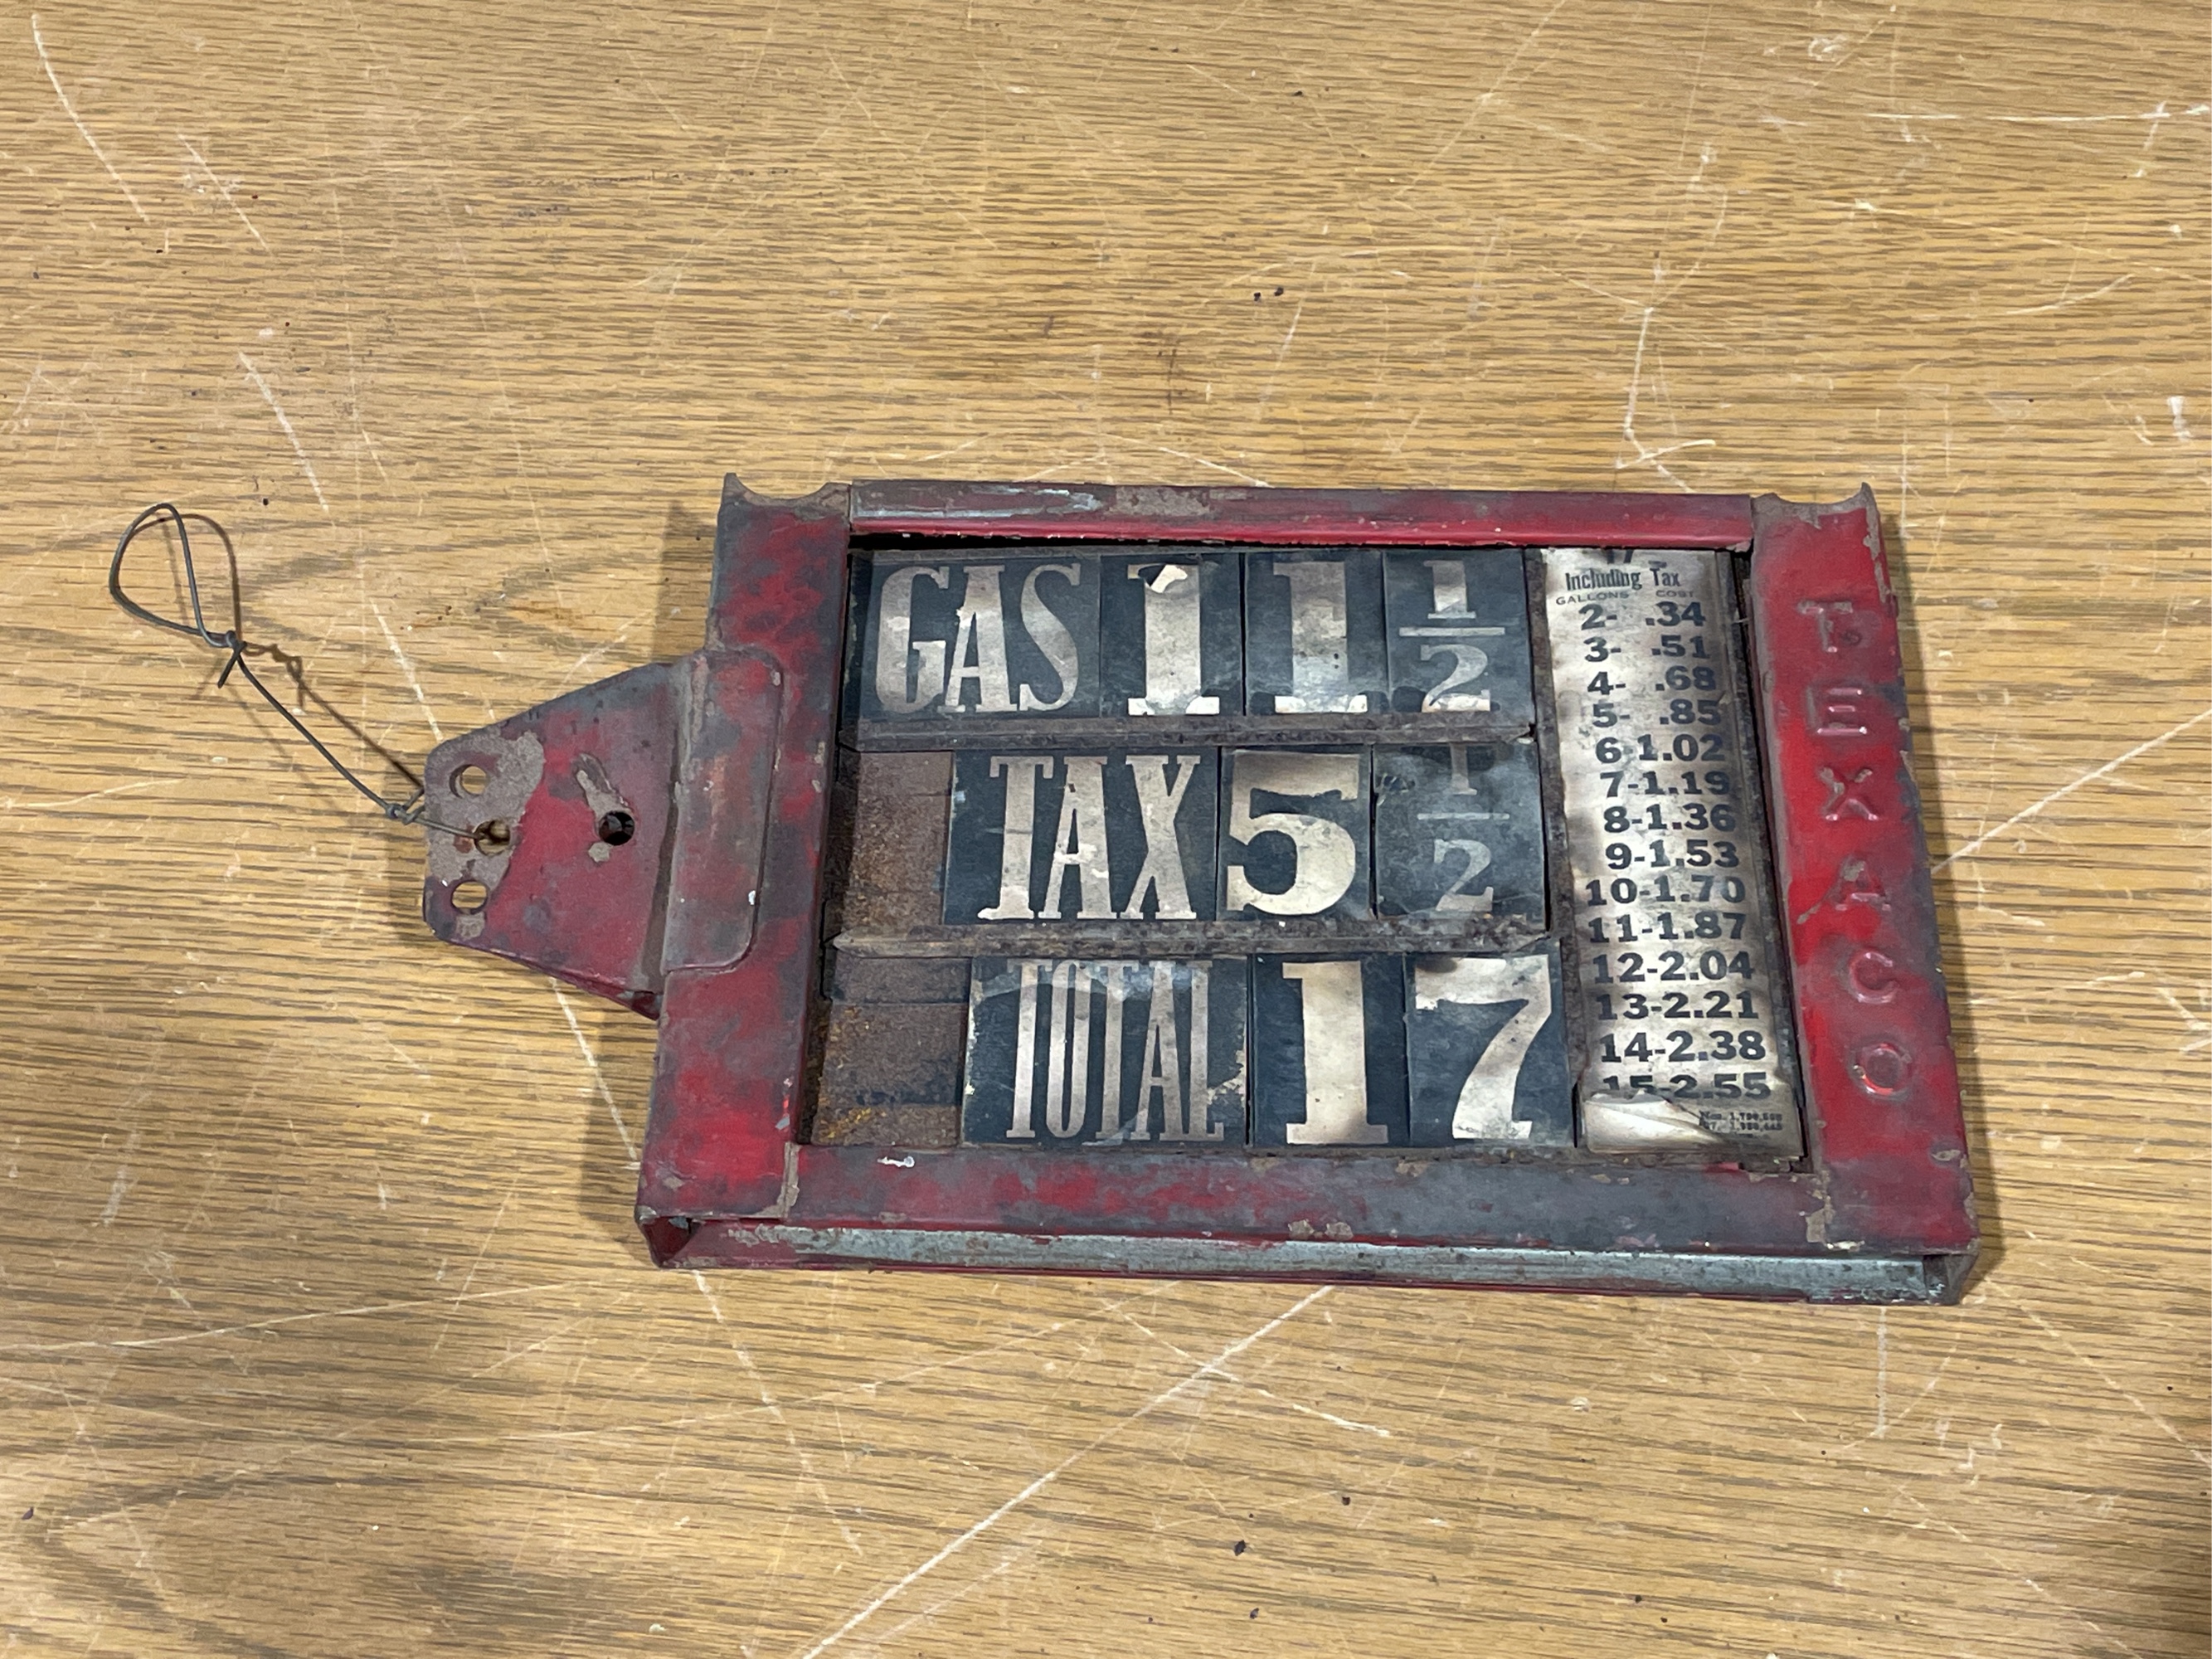 GAS 11 1/2
TAX 5 1/2
TOTAL 17
17
Including Tax
GALLONS COST
2- .34
3- .51
4- .68
5- .85
6-1.02
7-1.19
8-1.36
9-1.53
10-1.70
11-1.87
12-2.04
13-2.21
14-2.38
15-2.55
TEXACO